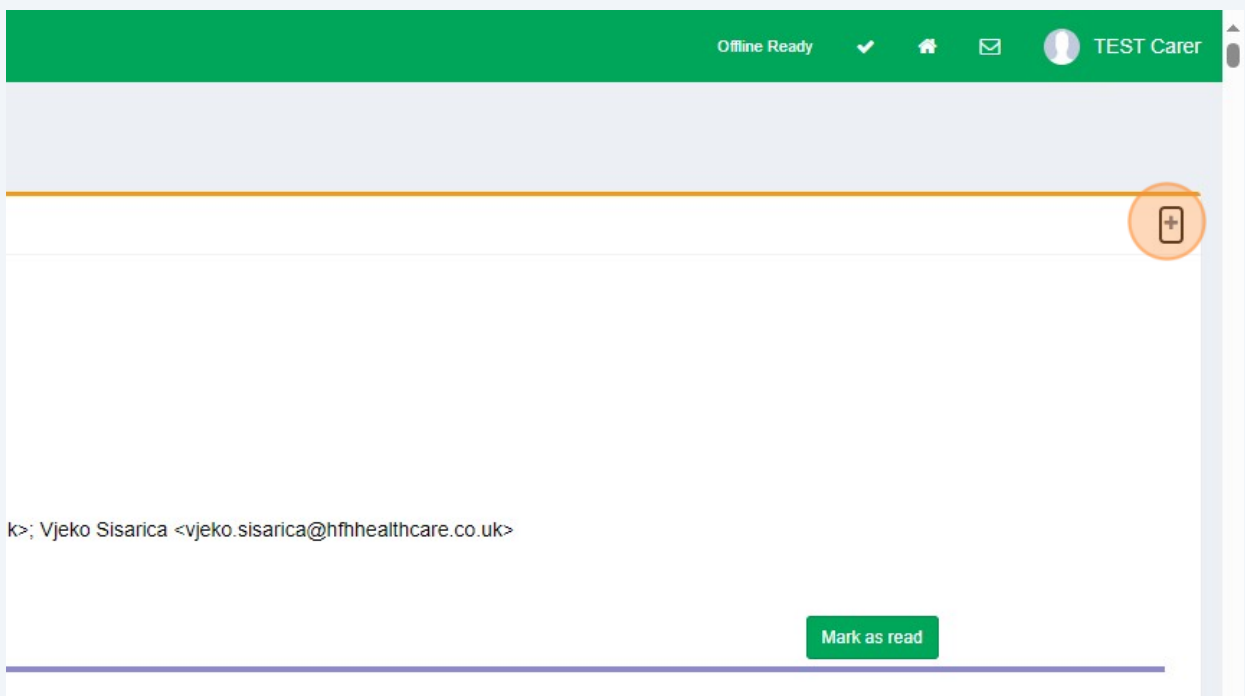 Offline Ready TEST Carer
k>; Vjeko Sisarica <vjeko.sisarica@hfhhealthcare.co.uk>
Mark as read